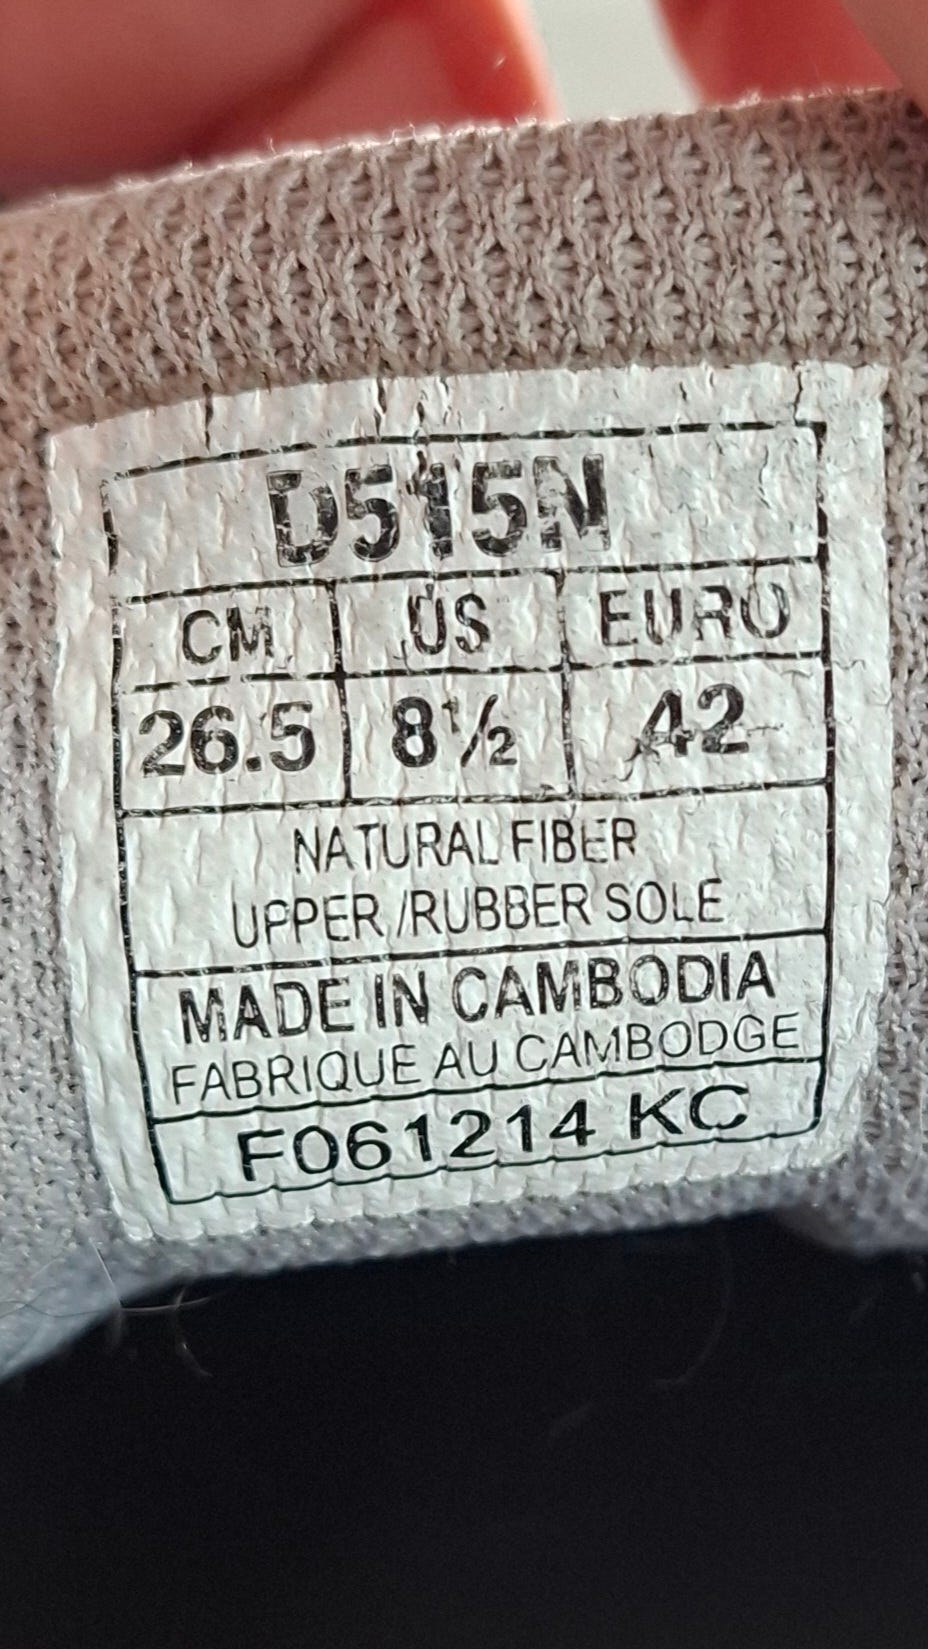 D515N
CM US EURO
26.5 8½ 42
NATURAL FIBER
UPPER/RUBBER SOLE
MADE IN CAMBODIA
FABRIQUE AU CAMBODGE
F061214 KC